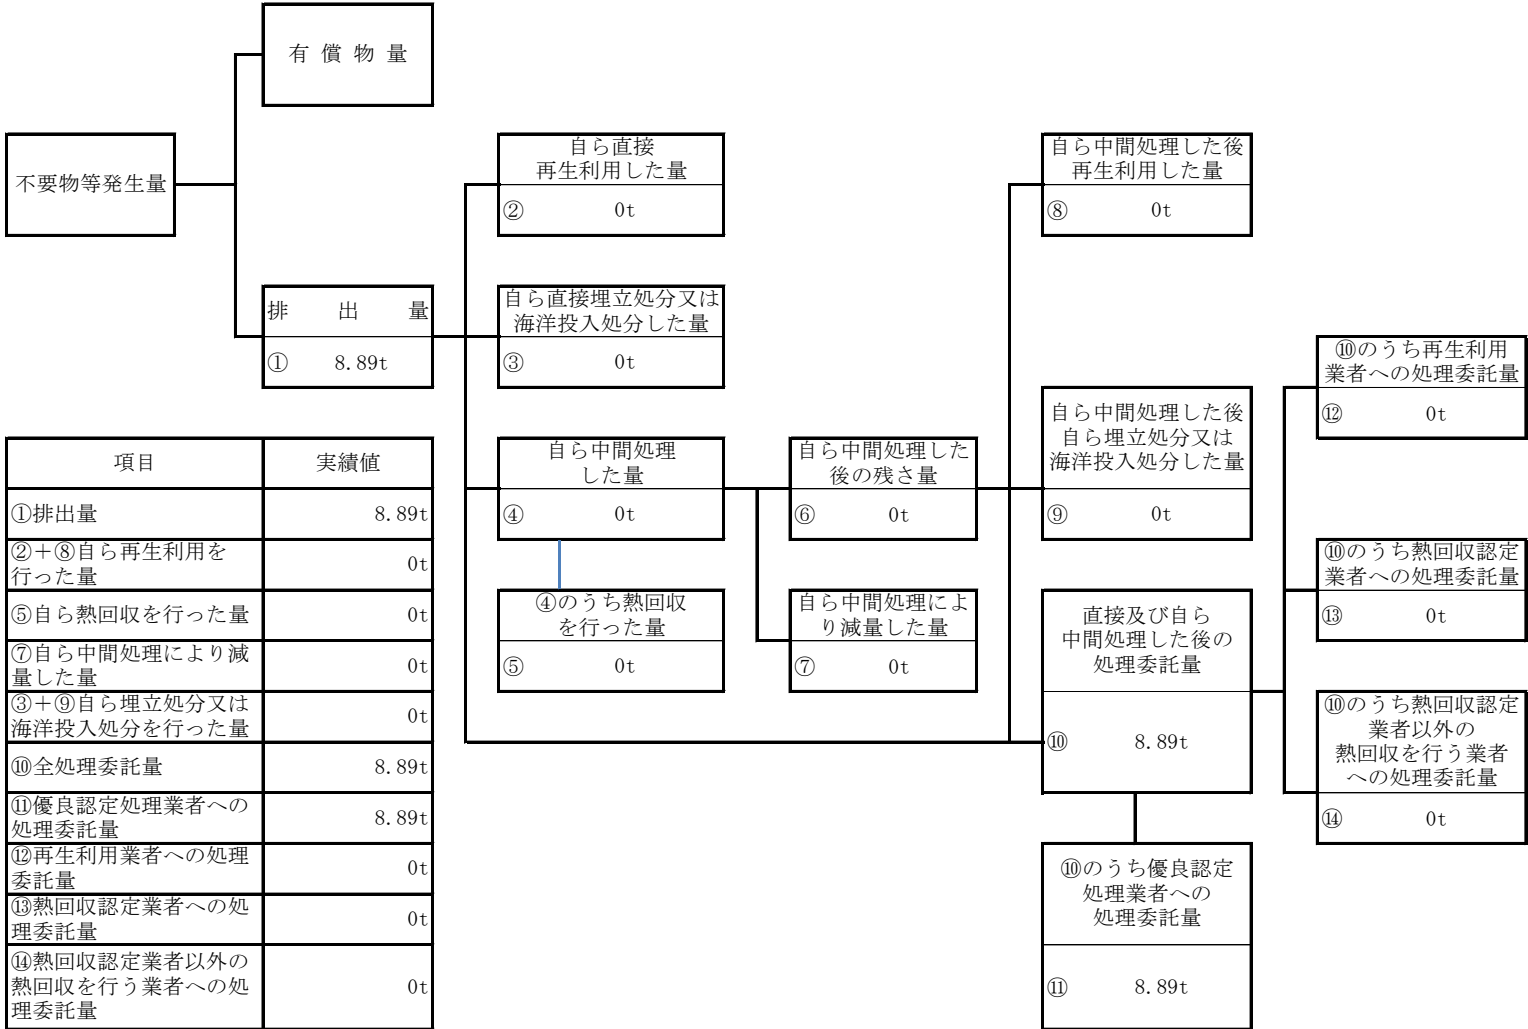 有償物量
不要物等発生量
排出量
① 8.89t
自ら直接
再生利用した量
② 0t
自ら直接埋立処分又は
海洋投入処分した量
③ 0t
自ら中間処理
した量
④ 0t
④のうち熱回収
を行った量
⑤ 0t
自ら中間処理した
後の残さ量
⑥ 0t
自ら中間処理によ
り減量した量
⑦ 0t
自ら中間処理した後
再生利用した量
⑧ 0t
自ら中間処理した後
自ら埋立処分又は
海洋投入処分した量
⑨ 0t
直接及び自ら
中間処理した後の
処理委託量
⑩ 8.89t
⑩のうち優良認定
処理業者への
処理委託量
⑪ 8.89t
⑩のうち再生利用
業者への処理委託量
⑫ 0t
⑩のうち熱回収認定
業者への処理委託量
⑬ 0t
⑩のうち熱回収認定
業者以外の
熱回収を行う業者
への処理委託量
⑭ 0t
項目 実績値
①排出量 8.89t
②+⑧自ら再生利用を
行った量 0t
⑤自ら熱回収を行った量 0t
⑦自ら中間処理により減
量した量 0t
③+⑨自ら埋立処分又は
海洋投入処分を行った量 0t
⑩全処理委託量 8.89t
⑪優良認定処理業者への
処理委託量 8.89t
⑫再生利用業者への処理
委託量 0t
⑬熱回収認定業者への処
理委託量 0t
⑭熱回収認定業者以外の
熱回収を行う業者への処
理委託量 0t